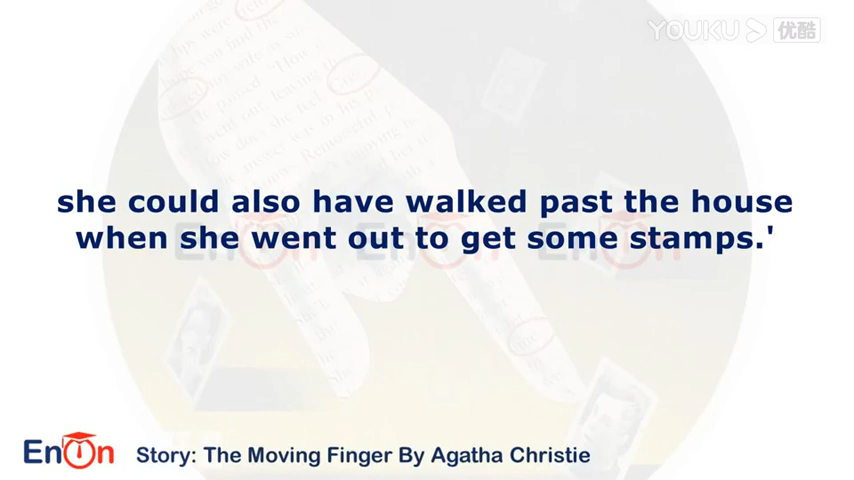 YOUKU 优酷
she could also have walked past the house
when she went out to get some stamps.'
EnOn
Story: The Moving Finger By Agatha Christie